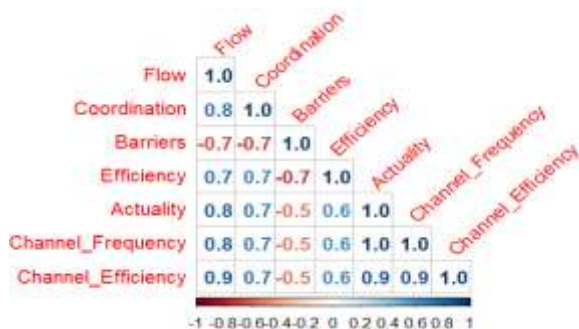 Flow
Coordination
Barriers
Efficiency
Actuality
Channel_Frequency
Channel_Efficiency
Flow 1.0
Coordination 0.8 1.0
Barriers -0.7 -0.7 1.0
Efficiency 0.7 0.7 -0.7 1.0
Actuality 0.8 0.7 -0.5 0.6 1.0
Channel_Frequency 0.8 0.7 -0.5 0.6 1.0 1.0
Channel_Efficiency 0.9 0.7 -0.5 0.6 0.9 0.9 1.0
-1 -0.8 -0.6 -0.4 -0.2 0 0.2 0.4 0.6 0.8 1